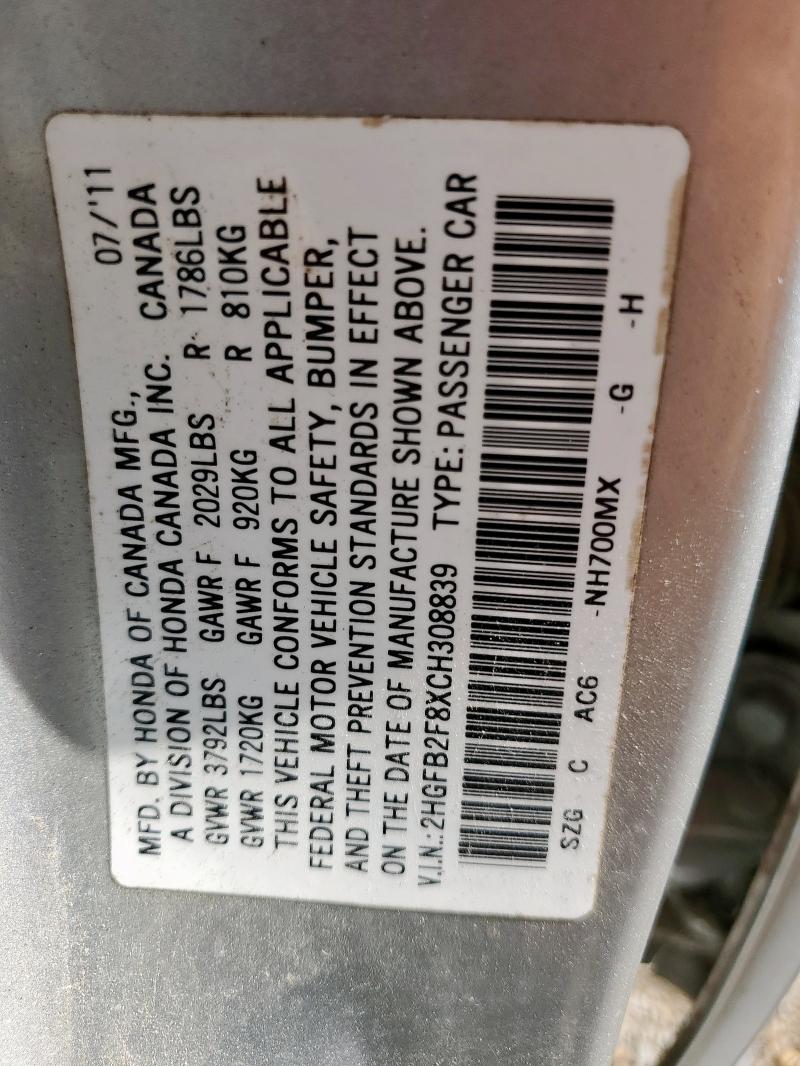 MFD. BY HONDA OF CANADA MFG., 07/'11
A DIVISION OF HONDA CANADA INC. CANADA
GVWR 3792LBS GAWR F 2029LBS R 1786LBS
GVWR 1720KG GAWR F 920KG R 810KG
THIS VEHICLE CONFORMS TO ALL APPLICABLE
FEDERAL MOTOR VEHICLE SAFETY, BUMPER,
AND THEFT PREVENTION STANDARDS IN EFFECT
ON THE DATE OF MANUFACTURE SHOWN ABOVE.
V.I.N.: 2HGFB2F8XCH308839 TYPE: PASSENGER CAR
SZG C AC6 -NH700MX -G -H